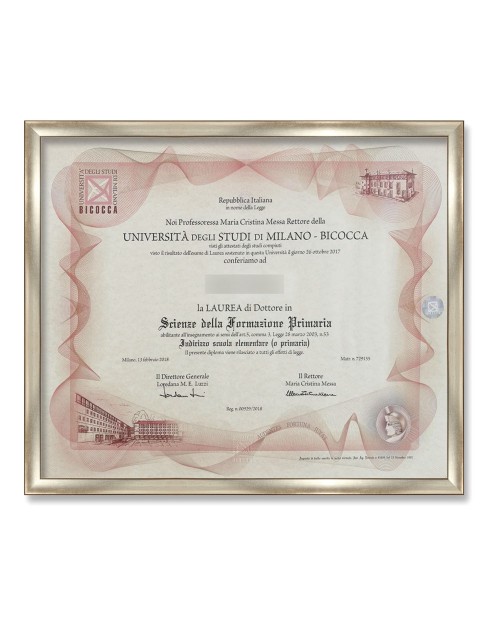 UNIVERSITÀ
DEGLI STUDI
DI MILANO
BICOCCA
Repubblica Italiana
in nome della Legge
Noi Professoressa Maria Cristina Messa Rettore della
UNIVERSITÀ DEGLI STUDI DI MILANO - BICOCCA
visti gli attestati degli studi compiuti
visto il risultato dell'esame di Laurea sostenuto in questa Università il giorno 26 ottobre 2017
conferiamo ad
la LAUREA di Dottore in
Scienze della Formazione Primaria
abilitante all'insegnamento ai sensi dell'art.5, comma 3, Legge 28 marzo 2003, n.53
Indirizzo scuola elementare (o primaria)
Il presente diploma viene rilasciato a tutti gli effetti di legge.
Milano, 13 febbraio 2018
Matr. n. 729155
Il Direttore Generale
Loredana M. E. Luzzi
Il Rettore
Maria Cristina Messa
Reg. n. 00929/2018